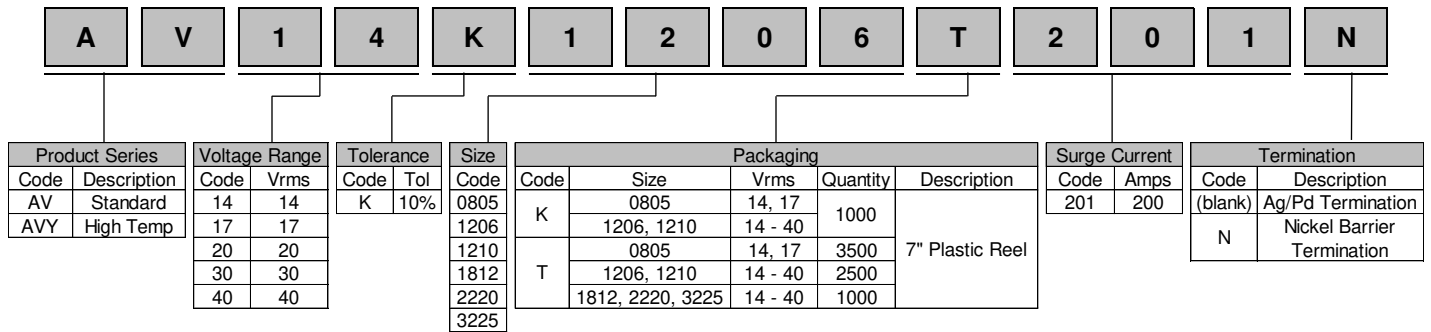 A V 1 4 K 1 2 0 6 T 2 0 1 N
Product Series
Code Description
AV Standard
AVY High Temp
Voltage Range
Code Vrms
14 14
17 17
20 20
30 30
40 40
Tolerance
Code Tol
K 10%
Size
Code
0805
1206
1210
1812
2220
3225
Packaging
Code Size Vrms Quantity Description
K 0805 14, 17 1000 7" Plastic Reel
1206, 1210 14 - 40
T 0805 14, 17 3500
1206, 1210 14 - 40 2500
1812, 2220, 3225 14 - 40 1000
Surge Current
Code Amps
201 200
Termination
Code Description
(blank) Ag/Pd Termination
N Nickel Barrier
Termination